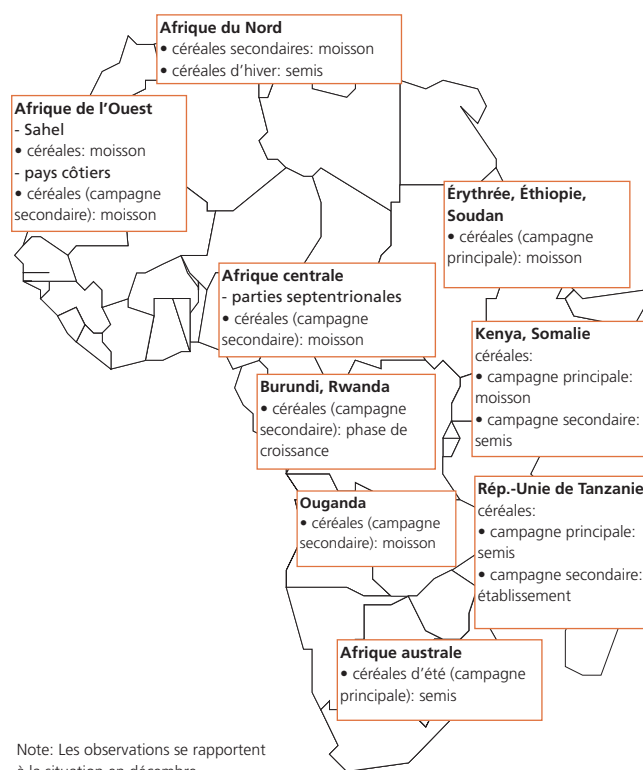 Afrique du Nord
• céréales secondaires: moisson
• céréales d’hiver: semis
Afrique de l’Ouest
- Sahel
• céréales: moisson
- pays côtiers
• céréales (campagne
secondaire): moisson
Érythrée, Éthiopie,
Soudan
• céréales (campagne
principale): moisson
Afrique centrale
- parties septentrionales
• céréales (campagne
secondaire): moisson
Kenya, Somalie
céréales:
• campagne principale:
moisson
• campagne secondaire:
semis
Burundi, Rwanda
• céréales (campagne
secondaire): phase de
croissance
Ouganda
• céréales (campagne
secondaire): moisson
Rép.-Unie de Tanzanie
céréales:
• campagne principale:
semis
• campagne secondaire:
établissement
Afrique australe
• céréales d’été (campagne
principale): semis
Note: Les observations se rapportent
à la situation en décembre